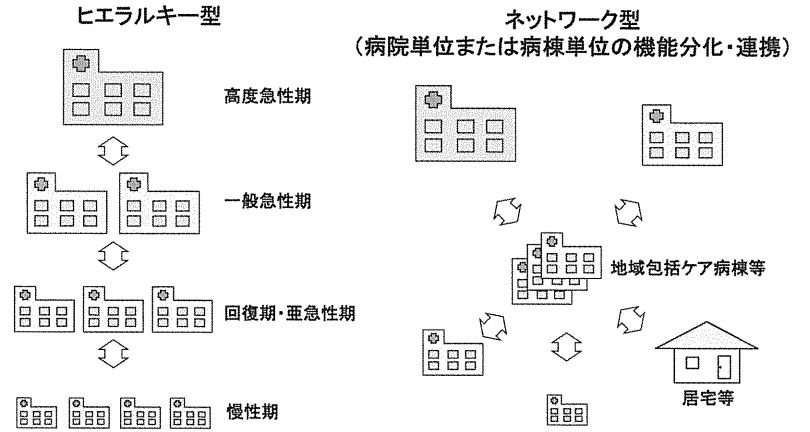 ヒエラルキー型
高度急性期
一般急性期
回復期・亜急性期
慢性期
ネットワーク型
(病院単位または病棟単位の機能分化・連携)
地域包括ケア病棟等
居宅等